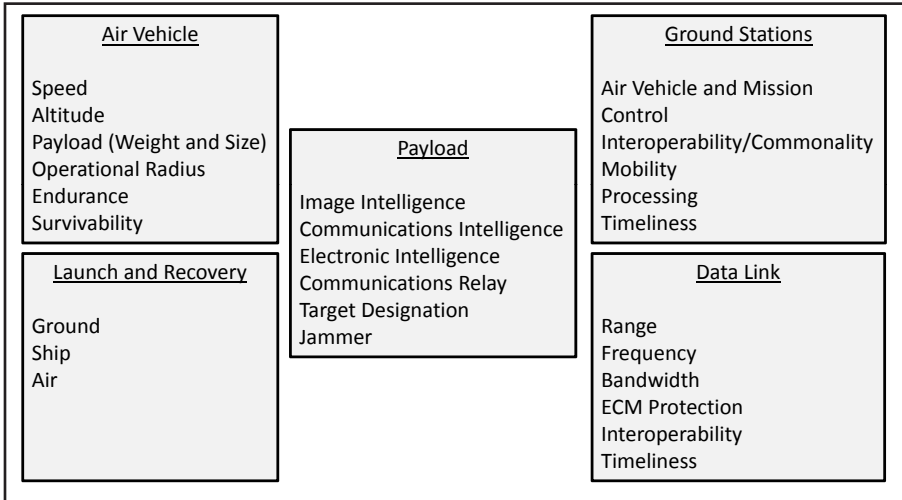 Air Vehicle
Speed
Altitude
Payload (Weight and Size)
Operational Radius
Endurance
Survivability
Launch and Recovery
Ground
Ship
Air
Payload
Image Intelligence
Communications Intelligence
Electronic Intelligence
Communications Relay
Target Designation
Jammer
Ground Stations
Air Vehicle and Mission
Control
Interoperability/Commonality
Mobility
Processing
Timeliness
Data Link
Range
Frequency
Bandwidth
ECM Protection
Interoperability
Timeliness